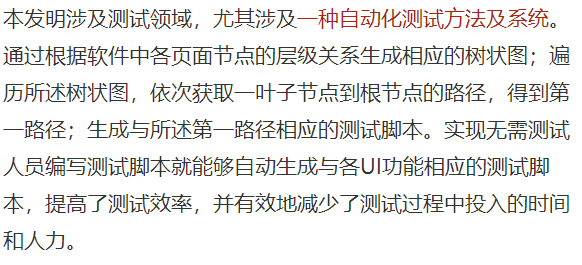 本发明涉及测试领域，尤其涉及一种自动化测试方法及系统。
通过根据软件中各页面节点的层级关系生成相应的树状图；遍
历所述树状图，依次获取一叶子节点到根节点的路径，得到第
一路径；生成与所述第一路径相应的测试脚本。实现无需测试
人员编写测试脚本就能够自动生成与各UI功能相应的测试脚
本，提高了测试效率，并有效地减少了测试过程中投入的时间
和人力。